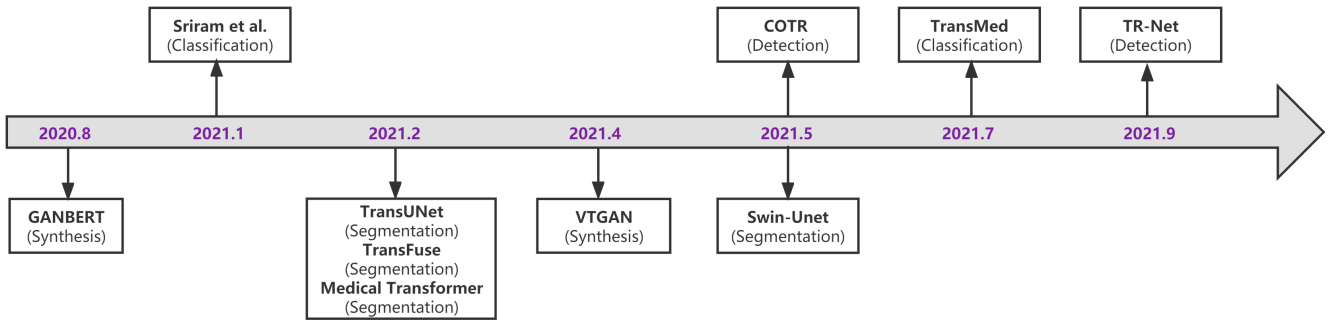 Sriram et al.
(Classification)
COTR
(Detection)
TransMed
(Classification)
TR-Net
(Detection)
2020.8
2021.1
2021.2
2021.4
2021.5
2021.7
2021.9
GANBERT
(Synthesis)
TransUNet
(Segmentation)
TransFuse
(Segmentation)
Medical Transformer
(Segmentation)
VTGAN
(Synthesis)
Swin-Unet
(Segmentation)